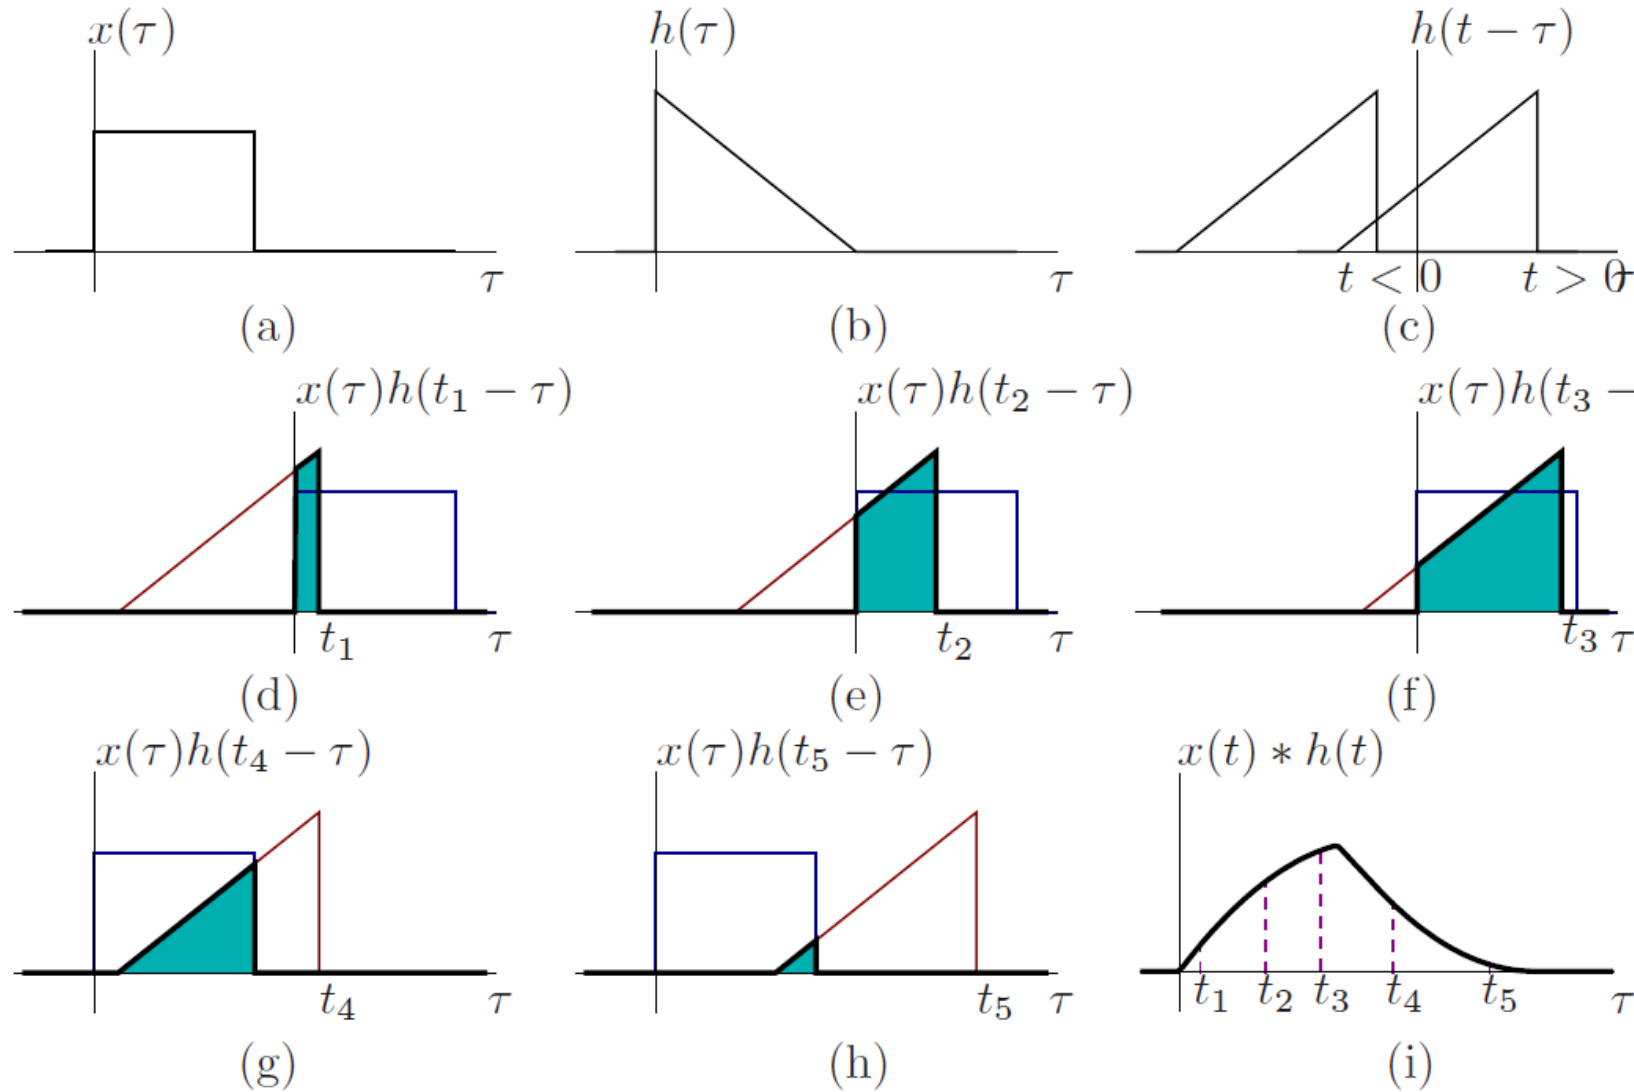 x(τ) h(τ) h(t − τ)
τ τ t < 0 t > 0 τ
(a) (b) (c)
x(τ)h(t₁ − τ) x(τ)h(t₂ − τ) x(τ)h(t₃ −
t₁ τ t₂ τ t₃ τ
(d) (e) (f)
x(τ)h(t₄ − τ) x(τ)h(t₅ − τ) x(t) ∗ h(t)
t₄ τ t₅ τ t₁ t₂ t₃ t₄ t₅ τ
(g) (h) (i)